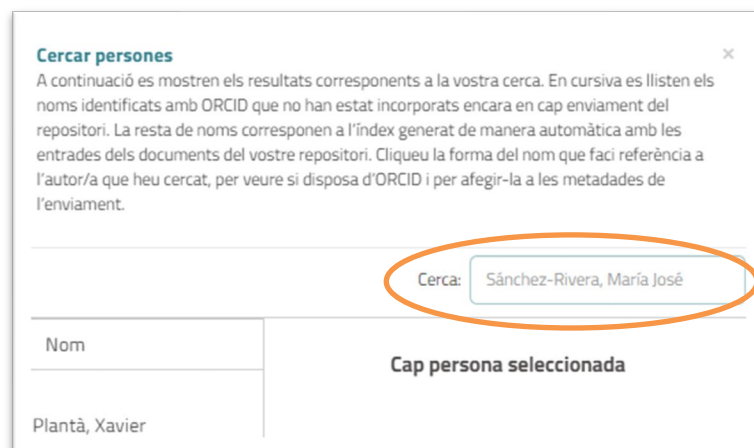 Cercar persones
×
A continuació es mostren els resultats corresponents a la vostra cerca. En cursiva es llisten els
noms identificats amb ORCID que no han estat incorporats encara en cap enviament del
repositori. La resta de noms corresponen a l'índex generat de manera automàtica amb les
entrades dels documents del vostre repositori. Cliqueu la forma del nom que faci referència a
l'autor/a que heu cercat, per veure si disposa d'ORCID i per afegir-la a les metadades de
l'enviament.
Cerca: Sánchez-Rivera, María José
Nom
Cap persona seleccionada
Plantà, Xavier